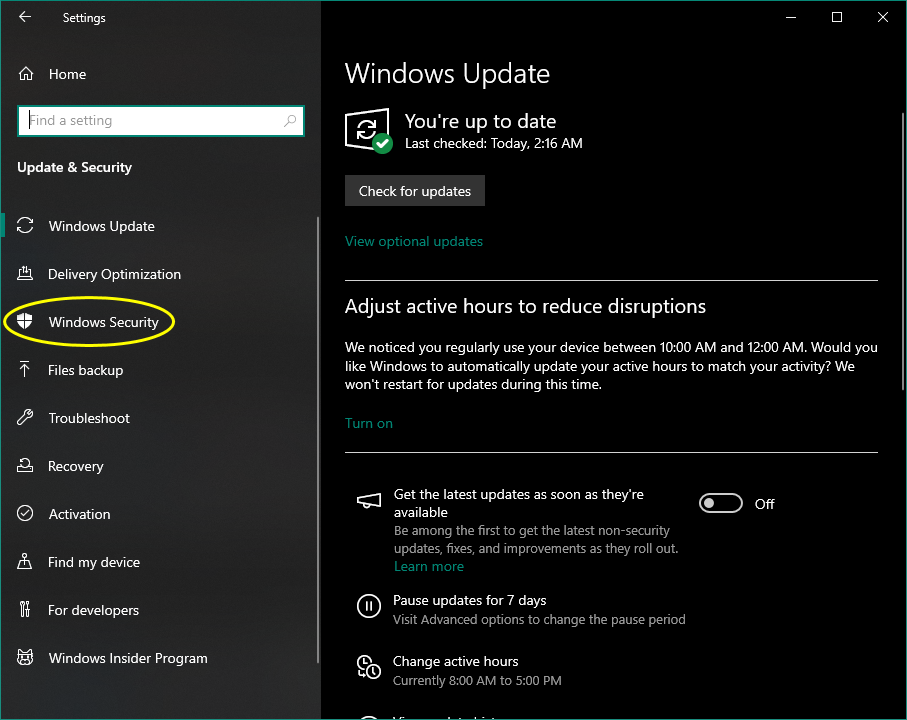 Settings
Home
Find a setting
Update & Security
Windows Update
Delivery Optimization
Windows Security
Files backup
Troubleshoot
Recovery
Activation
Find my device
For developers
Windows Insider Program
Windows Update
You're up to date
Last checked: Today, 2:16 AM
Check for updates
View optional updates
Adjust active hours to reduce disruptions
We noticed you regularly use your device between 10:00 AM and 12:00 AM. Would you
like Windows to automatically update your active hours to match your activity? We
won't restart for updates during this time.
Turn on
Get the latest updates as soon as they're
available
Off
Be among the first to get the latest non-security
updates, fixes, and improvements as they roll out.
Learn more
Pause updates for 7 days
Visit Advanced options to change the pause period
Change active hours
Currently 8:00 AM to 5:00 PM